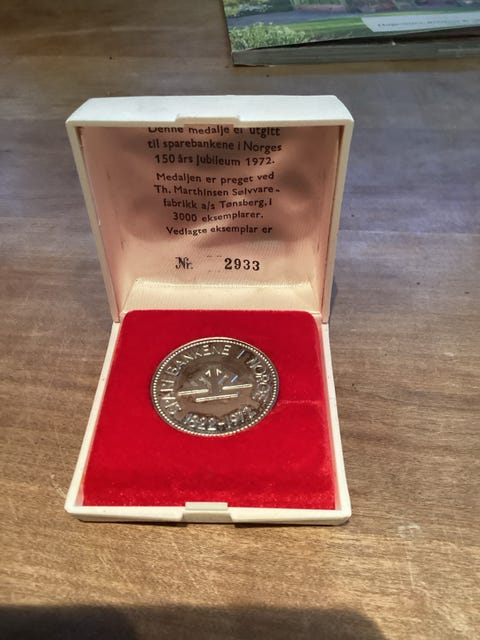 Denne medalje er utgitt
til sparebankene i Norges
150 års Jubileum 1972.
Medaljen er preget ved
Th. Marthinsen Sølvvare-
fabrikk a/s Tønsberg, i
3000 eksemplarer.
Vedlagte eksemplar er
Nr. 2933
SPAREBANKENE I NORGE
1822-1972